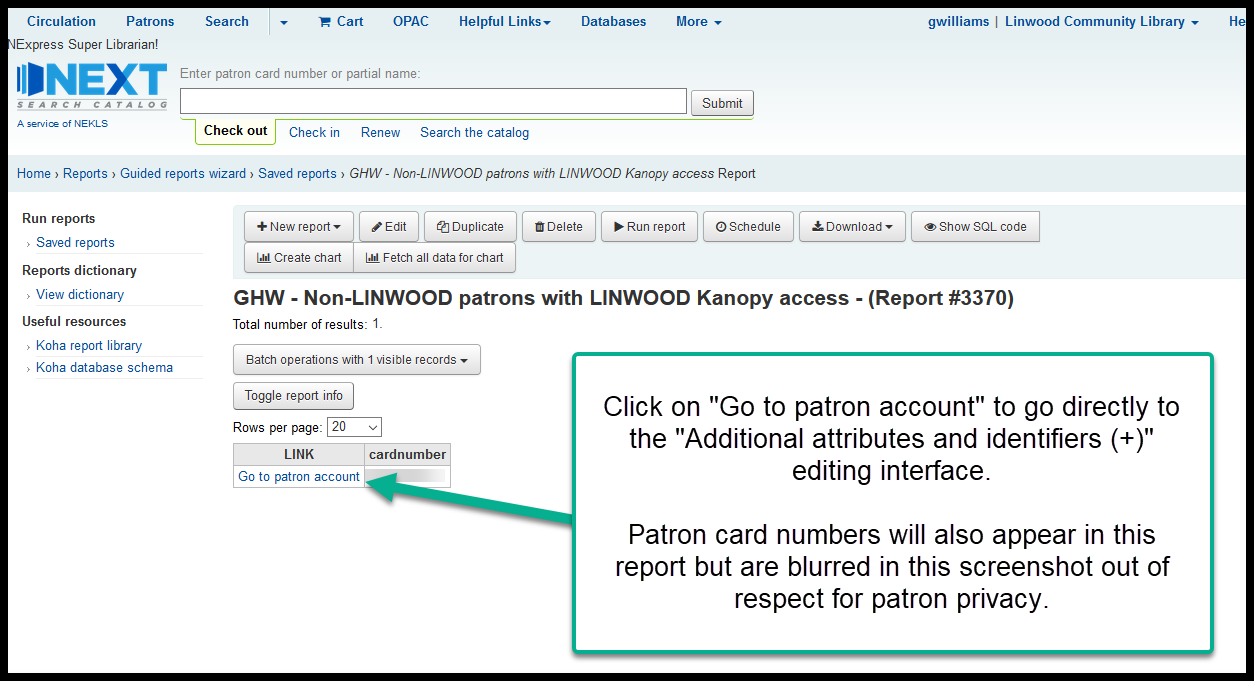 Circulation Patrons Search Cart OPAC Helpful Links Databases More gwilliams | Linwood Community Library He
NExpress Super Librarian!
NEXT
SEARCH CATALOG
A service of NEKLS
Enter patron card number or partial name:
Submit
Check out Check in Renew Search the catalog
Home › Reports › Guided reports wizard › Saved reports › GHW - Non-LINWOOD patrons with LINWOOD Kanopy access Report
Run reports
› Saved reports
Reports dictionary
› View dictionary
Useful resources
› Koha report library
› Koha database schema
New report Edit Duplicate Delete Run report Schedule Download Show SQL code
Create chart Fetch all data for chart
GHW - Non-LINWOOD patrons with LINWOOD Kanopy access - (Report #3370)
Total number of results: 1.
Batch operations with 1 visible records
Toggle report info
Rows per page: 20
LINK cardnumber
Go to patron account
Click on "Go to patron account" to go directly to
the "Additional attributes and identifiers (+)"
editing interface.
Patron card numbers will also appear in this
report but are blurred in this screenshot out of
respect for patron privacy.